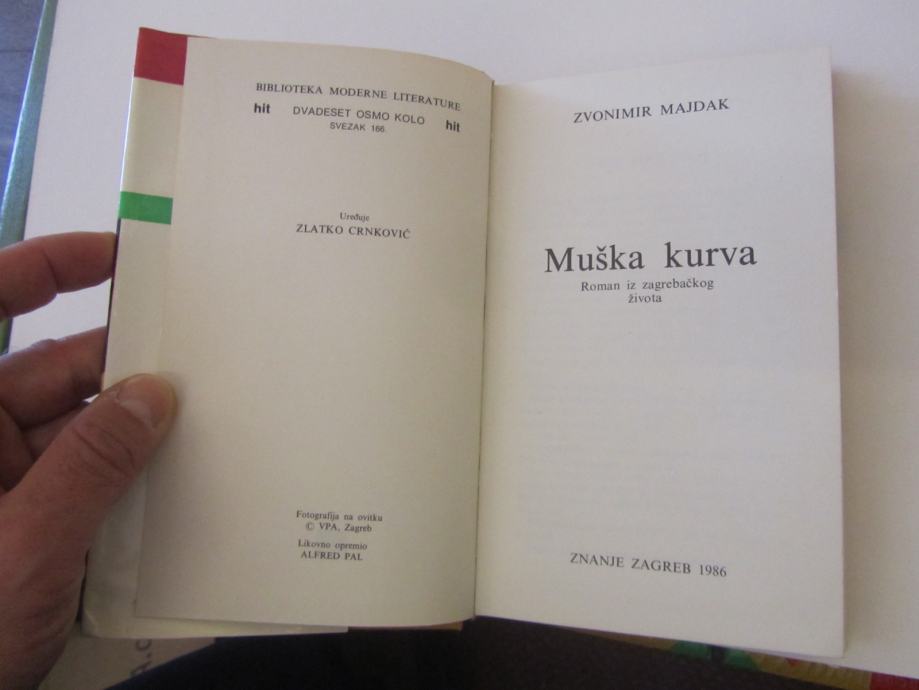 BIBLIOTEKA MODERNE LITERATURE
hit DVADESET OSMO KOLO hit
SVEZAK 166.
Uređuje
ZLATKO CRNKOVIĆ
Fotografija na ovitku
© VPA, Zagreb
Likovno opremio
ALFRED PAL
ZVONIMIR MAJDAK
Muška kurva
Roman iz zagrebačkog
života
ZNANJE ZAGREB 1986